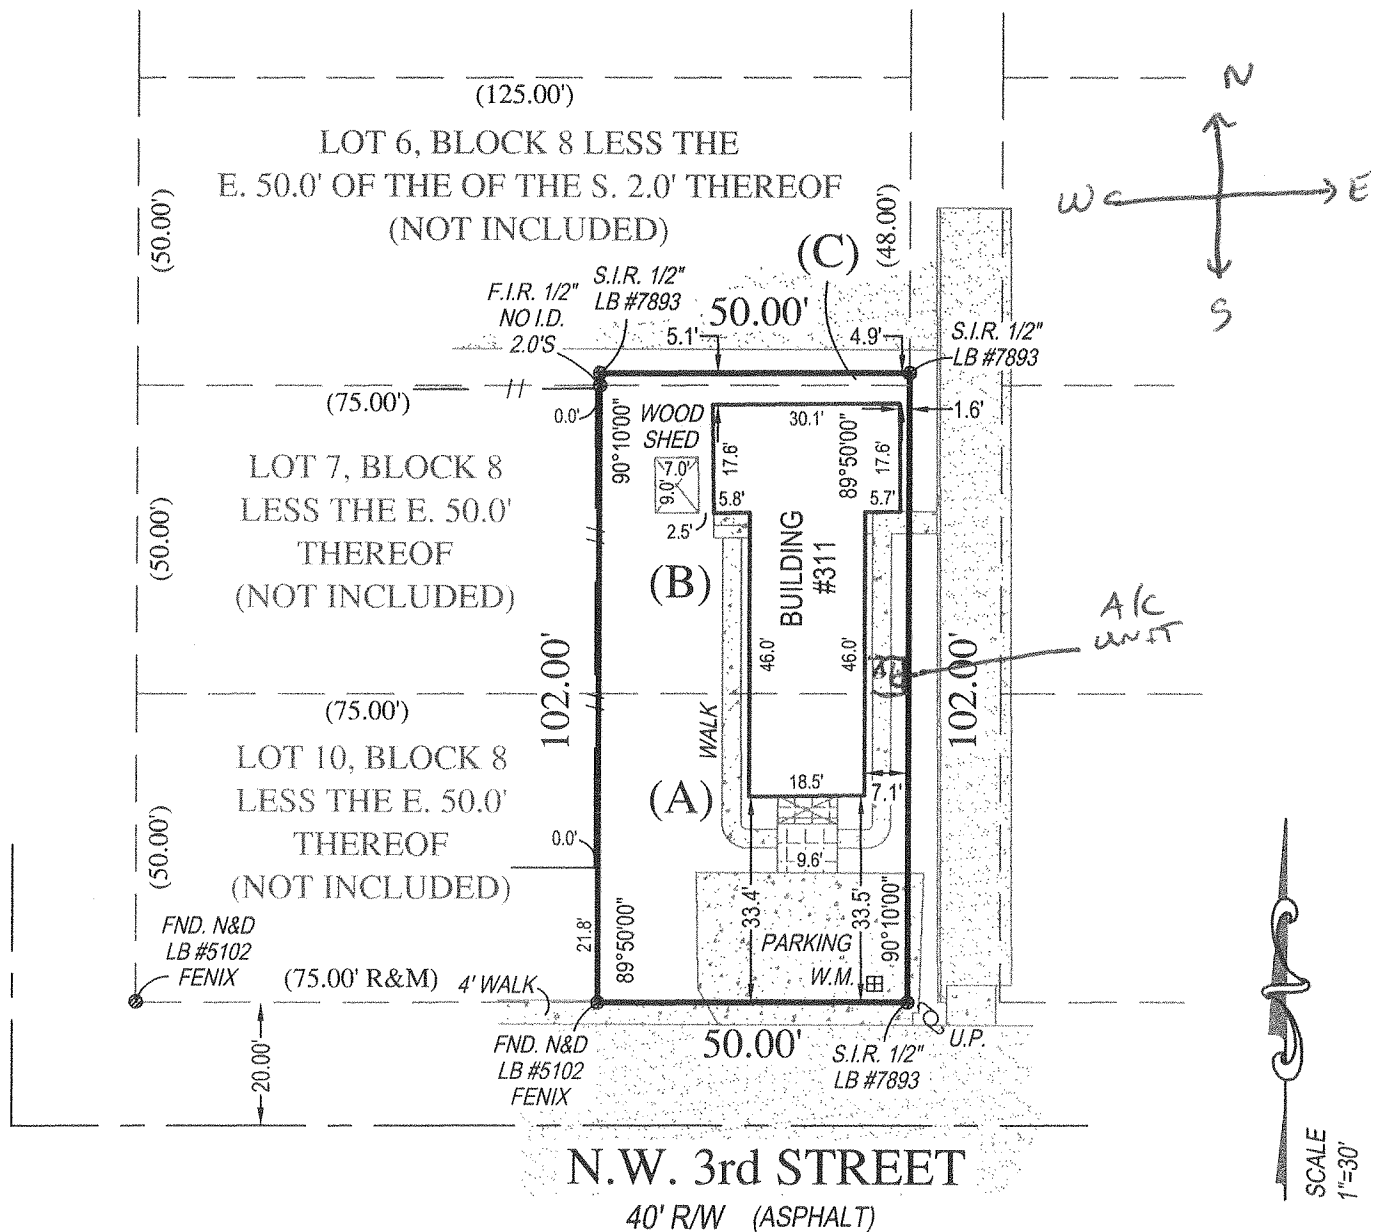 (125.00')
LOT 6, BLOCK 8 LESS THE
E. 50.0' OF THE OF THE S. 2.0' THEREOF
(NOT INCLUDED)
(50.00')
(48.00')
N
W
E
S
(C)
F.I.R. 1/2"
NO I.D.
2.0'S
S.I.R. 1/2"
LB #7893
50.00'
5.1'
4.9'
S.I.R. 1/2"
LB #7893
(75.00')
0.0'
90°10'00"
WOOD
SHED
7.0'
9.0'
2.5'
30.1'
17.6'
5.8'
89°50'00"
17.6'
5.7'
1.6'
LOT 7, BLOCK 8
LESS THE E. 50.0'
THEREOF
(NOT INCLUDED)
(50.00')
(B)
BUILDING
#311
A/C
UNIT
A/C
102.00'
46.0'
46.0'
102.00'
(75.00')
WALK
LOT 10, BLOCK 8
LESS THE E. 50.0'
THEREOF
(NOT INCLUDED)
(50.00')
(A)
18.5'
7.1'
0.0'
9.6'
21.8'
89°50'00"
33.4'
33.5'
90°10'00"
PARKING
W.M.
FND. N&D
LB #5102
FENIX
(75.00' R&M)
4' WALK
20.00'
FND. N&D
LB #5102
FENIX
50.00'
S.I.R. 1/2"
LB #7893
U.P.
N.W. 3rd STREET
40' R/W (ASPHALT)
SCALE
1"=30'